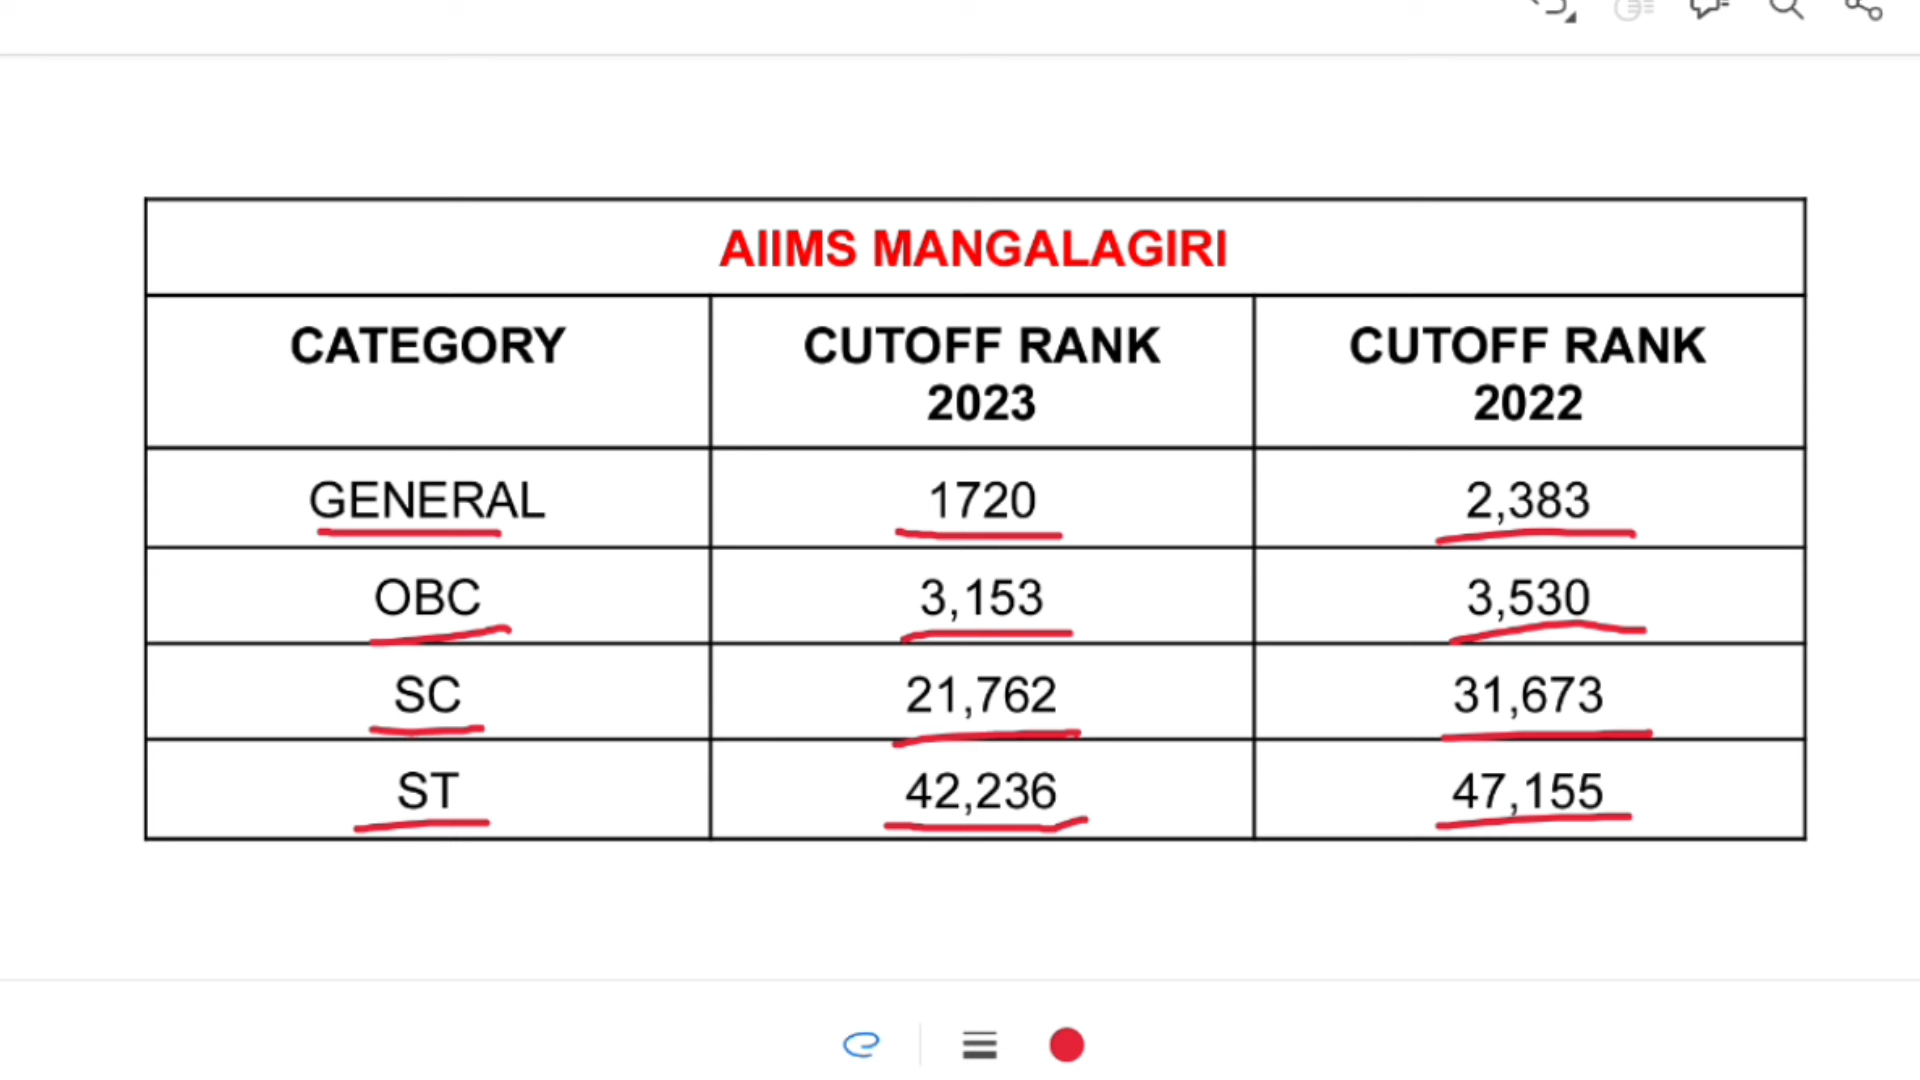 AIIMS MANGALAGIRI
CATEGORY
CUTOFF RANK
2023
CUTOFF RANK
2022
GENERAL 1720 2,383
OBC 3,153 3,530
SC 21,762 31,673
ST 42,236 47,155